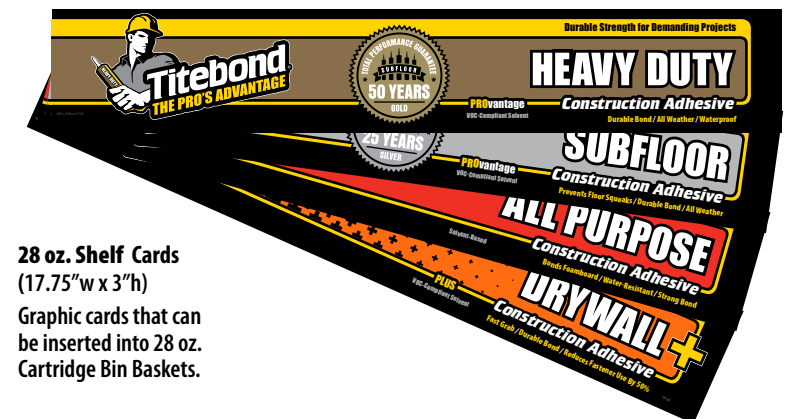 Durable Strength for Demanding Projects
Titebond
THE PRO'S ADVANTAGE
TOTAL PERFORMANCE GUARANTEE
SUBFLOOR
50 YEARS
GOLD
HEAVY DUTY
PROvantage
VOC-Compliant Solvent
Construction Adhesive
Durable Bond / All Weather / Waterproof
25 YEARS
SILVER
SUBFLOOR
PROvantage
VOC-Compliant Solvent
Construction Adhesive
Prevents Floor Squeaks / Durable Bond / All Weather
ALL PURPOSE
Solvent-Based
Construction Adhesive
Bonds Foamboard / Water-Resistant / Strong Bond
DRYWALL+
PLUS
VOC-Compliant Solvent
Construction Adhesive
Fast Grab / Durable Bond / Reduces Fastener Use By 50%
28 oz. Shelf Cards
(17.75"w x 3"h)
Graphic cards that can
be inserted into 28 oz.
Cartridge Bin Baskets.